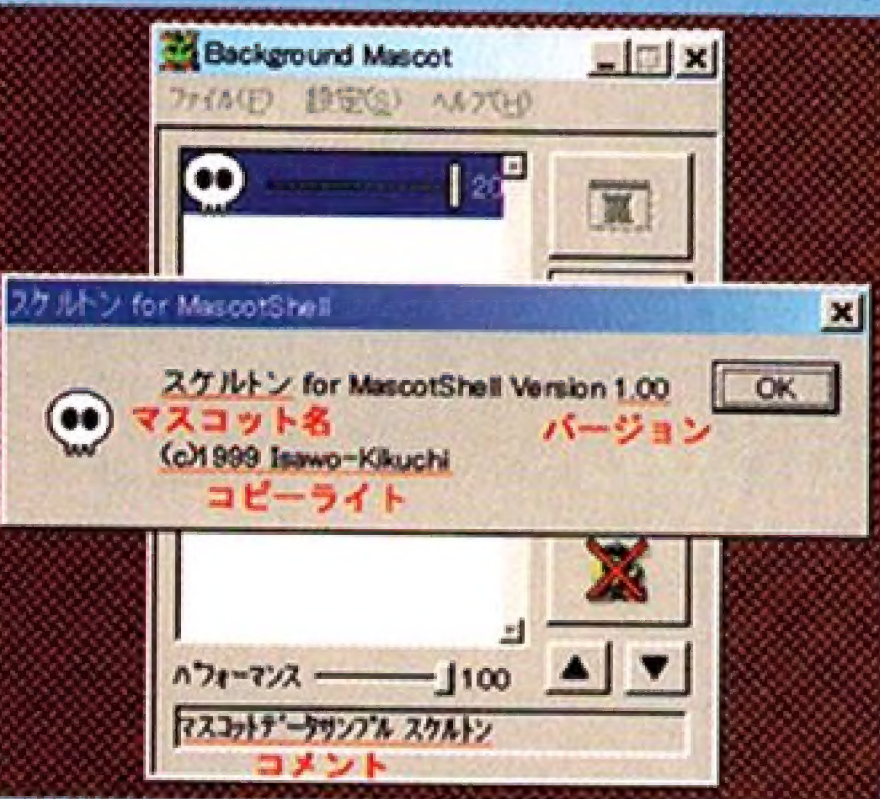 Background Mascot
ファイル(F) 設定(S) ヘルプ(H)
20
スケルトン for MascotShell
スケルトン for MascotShell Version 1.00
OK
マスコット名 バージョン
(c)1999 Isawo-Kikuchi
コピーライト
パフォーマンス 100
マスコットデータサンプル スケルトン
コメント